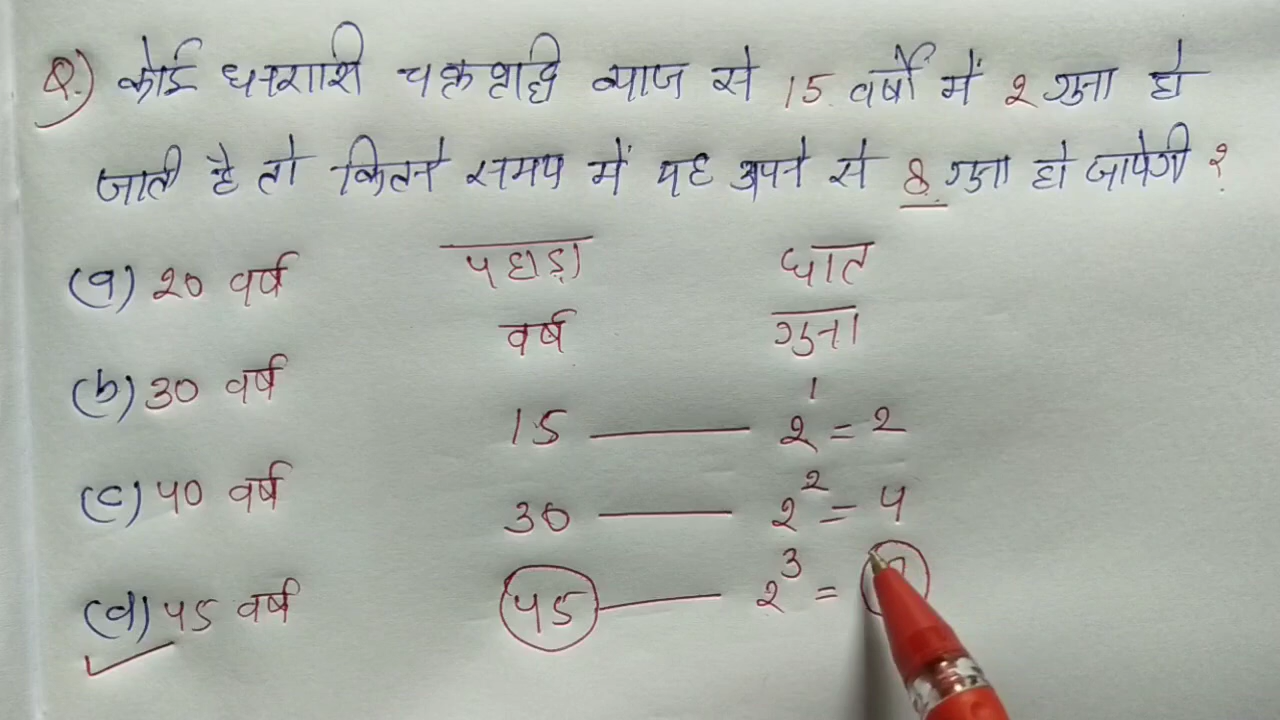 Q.) कोई धनराशी चक्रवृद्धि ब्याज से 15 वर्षों में 2 गुना हो
जाती है तो कितने समय में यह अपने से 8 गुना हो जायेगी ?
पहाड़ा घात
(a) 20 वर्ष
वर्ष गुना
(b) 30 वर्ष
15 — 2¹ = 2
(c) 40 वर्ष
30 — 2² = 4
(d) 45 वर्ष
45 — 2³ =